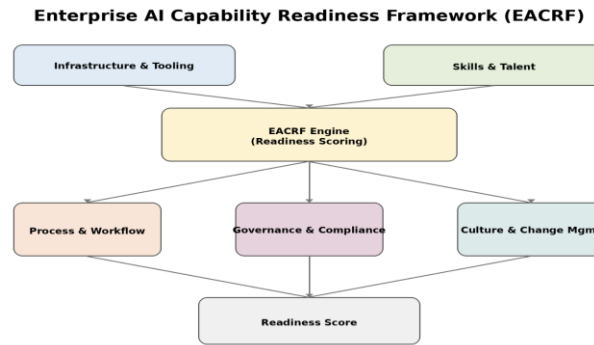 Enterprise AI Capability Readiness Framework (EACRF)
Infrastructure & Tooling
Skills & Talent
EACRF Engine
(Readiness Scoring)
Process & Workflow
Governance & Compliance
Culture & Change Mgm
Readiness Score